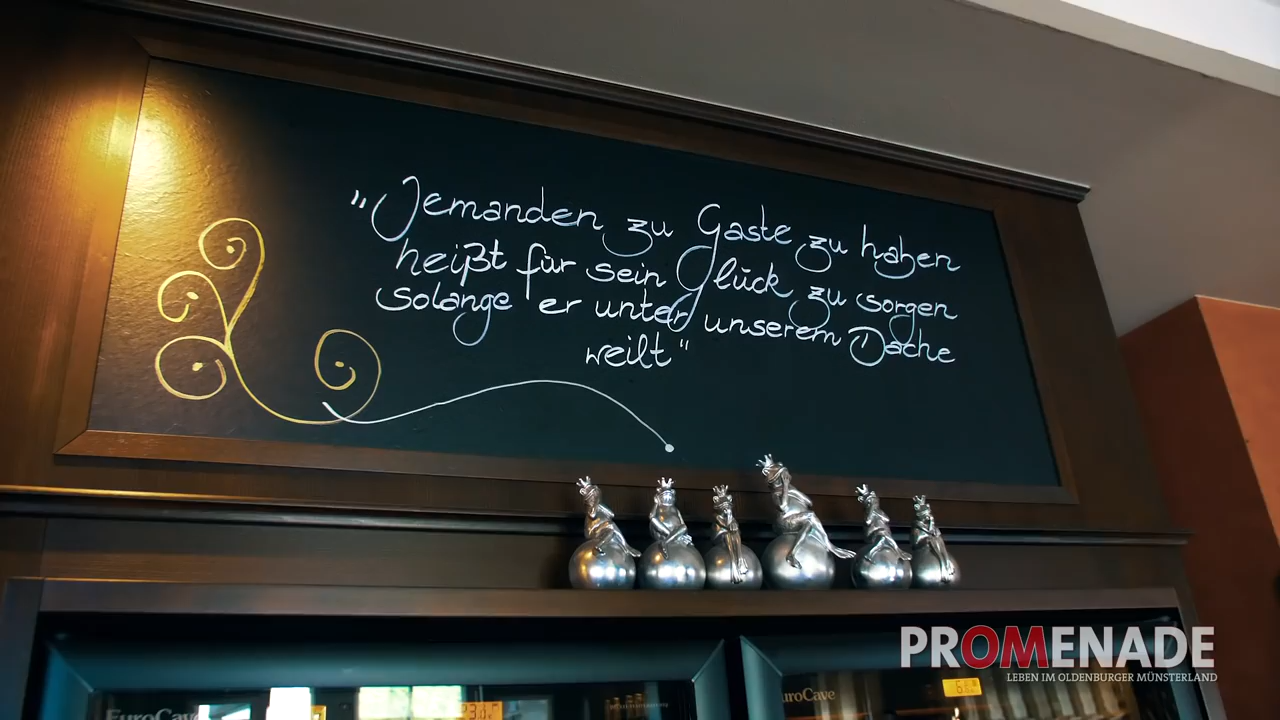 "Jemanden zu Gaste zu haben
heißt für sein Glück zu sorgen
solange er unter unserem Dache
weilt"
PROMENADE
LEBEN IM OLDENBURGER MÜNSTERLAND
EuroCave
EuroCave